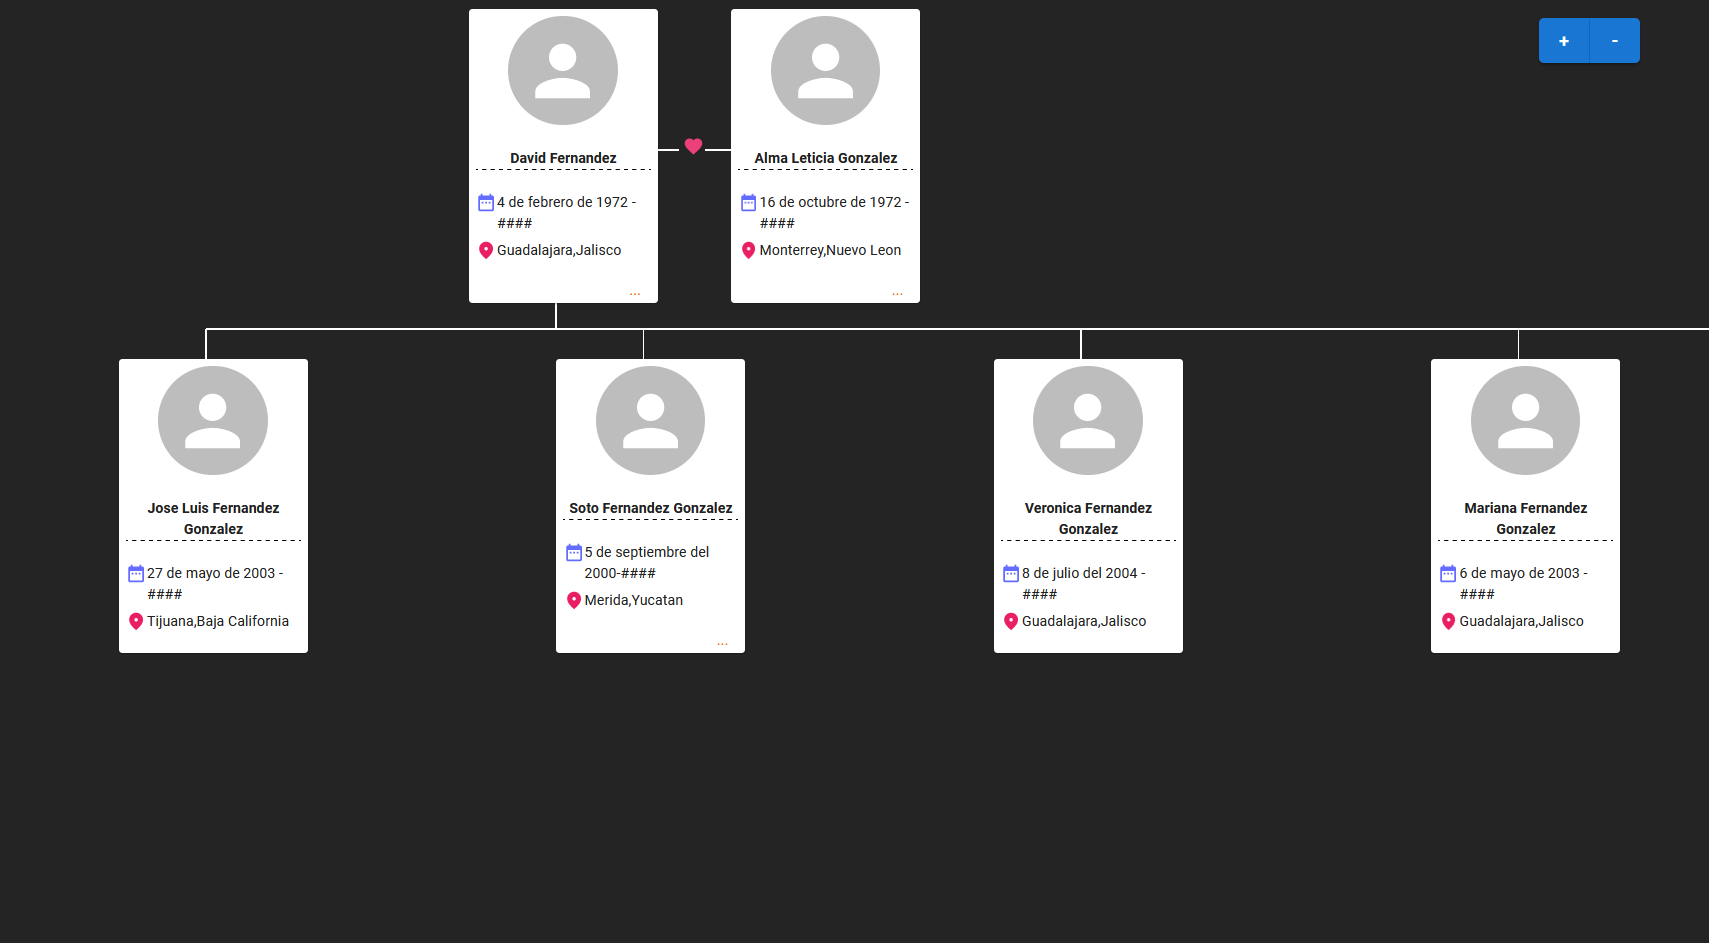 + -
David Fernandez
4 de febrero de 1972 -
####
Guadalajara,Jalisco
...
Alma Leticia Gonzalez
16 de octubre de 1972 -
####
Monterrey,Nuevo Leon
...
Jose Luis Fernandez
Gonzalez
27 de mayo de 2003 -
####
Tijuana,Baja California
Soto Fernandez Gonzalez
5 de septiembre del
2000-####
Merida,Yucatan
...
Veronica Fernandez
Gonzalez
8 de julio del 2004 -
####
Guadalajara,Jalisco
Mariana Fernandez
Gonzalez
6 de mayo de 2003 -
####
Guadalajara,Jalisco